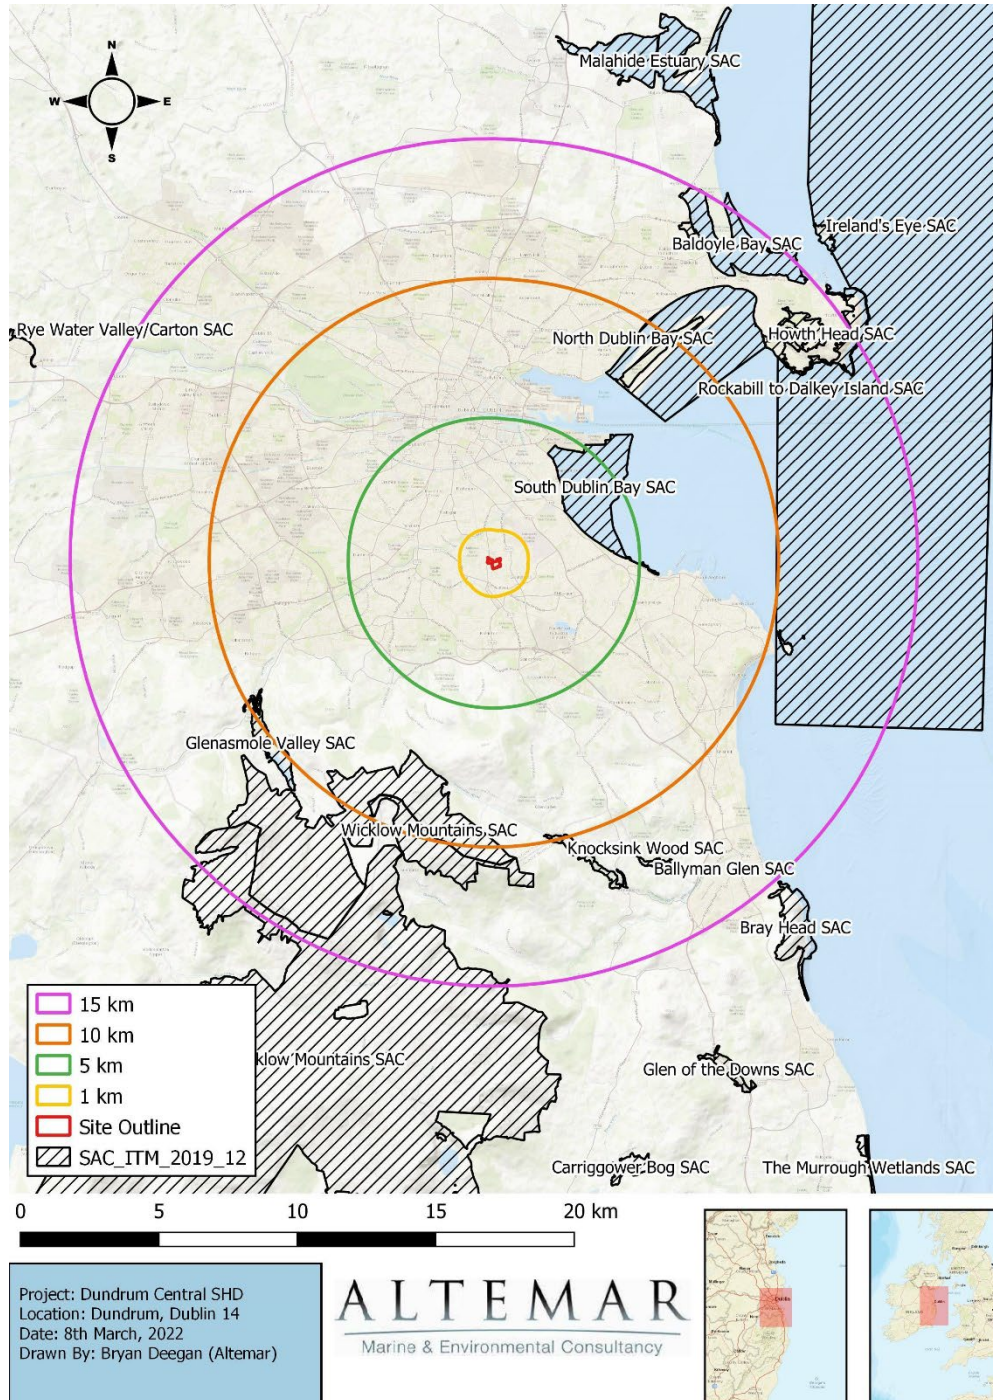 N
W E
S
Malahide Estuary SAC
Ireland's Eye SAC
Baldoyle Bay SAC
Rye Water Valley/Carton SAC
North Dublin Bay SAC
Howth Head SAC
Rockabill to Dalkey Island SAC
South Dublin Bay SAC
Glenasmole Valley SAC
Wicklow Mountains SAC
Knocksink Wood SAC
Ballyman Glen SAC
Bray Head SAC
klow Mountains SAC
Glen of the Downs SAC
Carriggower Bog SAC
The Murrough Wetlands SAC
15 km
10 km
5 km
1 km
Site Outline
SAC_ITM_2019_12
0 5 10 15 20 km
Project: Dundrum Central SHD
Location: Dundrum, Dublin 14
Date: 8th March, 2022
Drawn By: Bryan Deegan (Altemar)
ALTEMAR
Marine & Environmental Consultancy